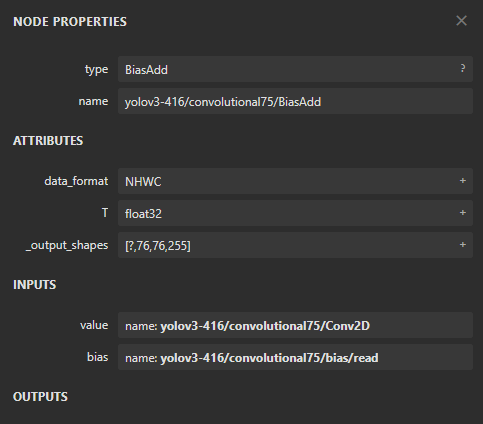 NODE PROPERTIES ×
type BiasAdd ?
name yolov3-416/convolutional75/BiasAdd
ATTRIBUTES
data_format NHWC +
T float32 +
_output_shapes [?,76,76,255] +
INPUTS
value name: yolov3-416/convolutional75/Conv2D
bias name: yolov3-416/convolutional75/bias/read
OUTPUTS